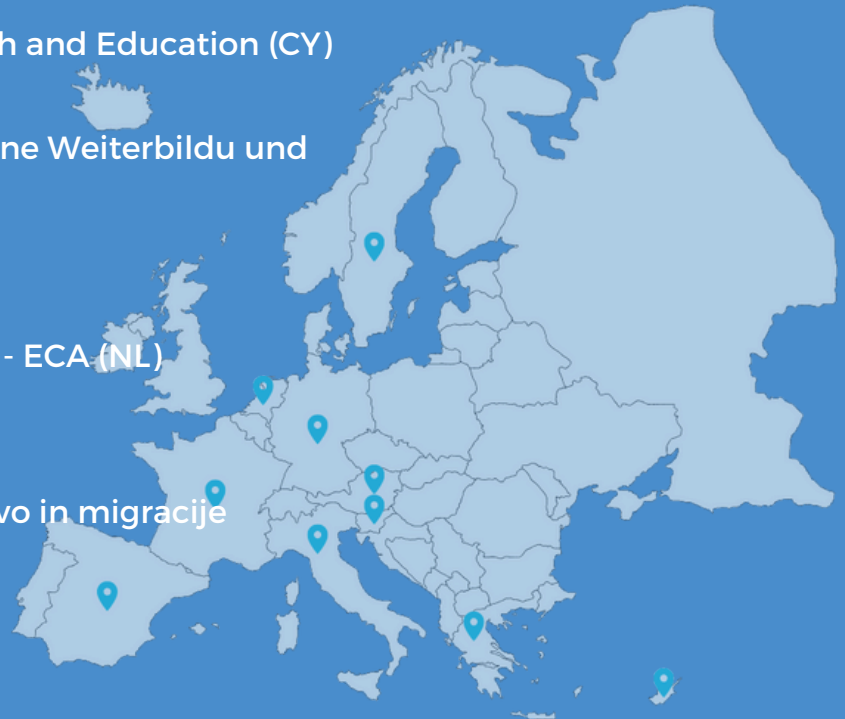 h and Education (CY)
ne Weiterbildu und
- ECA (NL)
vo in migracije